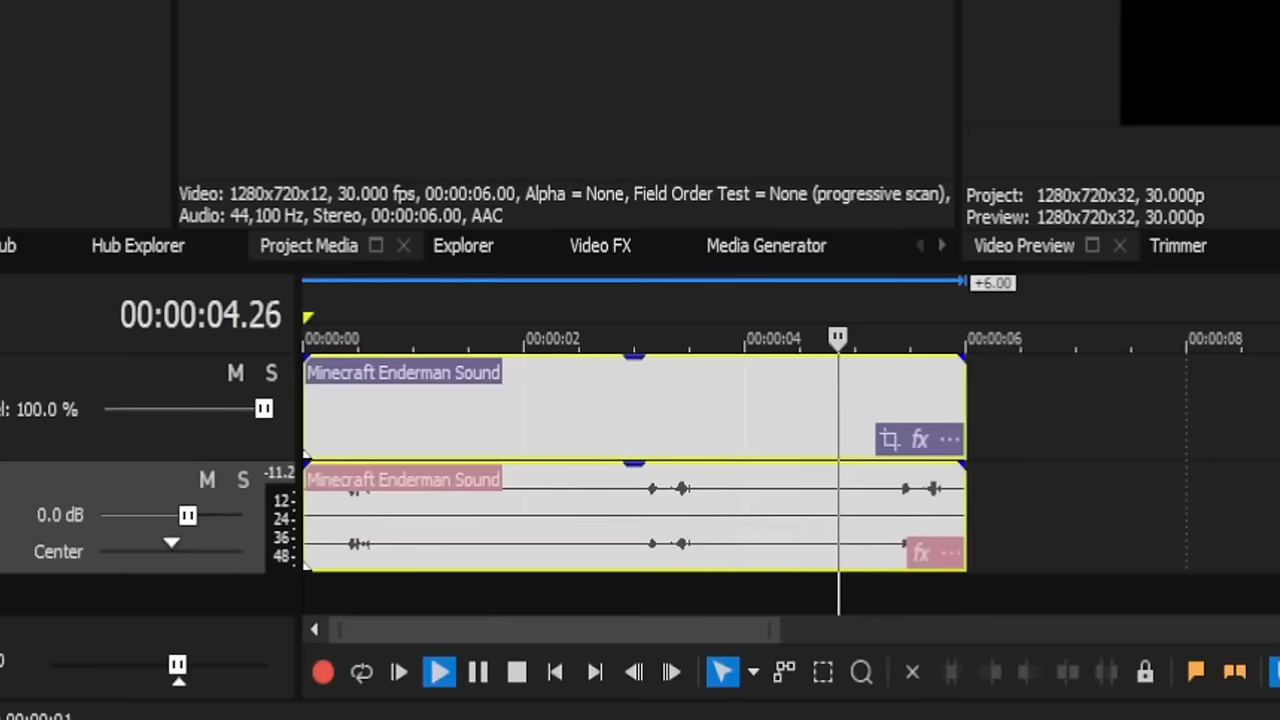 Video: 1280x720x12, 30.000 fps, 00:00:06.00, Alpha = None, Field Order Test = None (progressive scan),
Audio: 44,100 Hz, Stereo, 00:00:06.00, AAC
Project: 1280x720x32, 30.000p
Preview: 1280x720x32, 30.000p
ub Hub Explorer Project Media Explorer Video FX Media Generator Video Preview Trimmer
+6.00
00:00:04.26
00:00:00 00:00:02 00:00:04 00:00:06 00:00:08
M S Minecraft Enderman Sound
el: 100.0 %
fx ...
M S -11.2 Minecraft Enderman Sound
12
24
36
48
0.0 dB
Center
fx ...
0
00:00:01